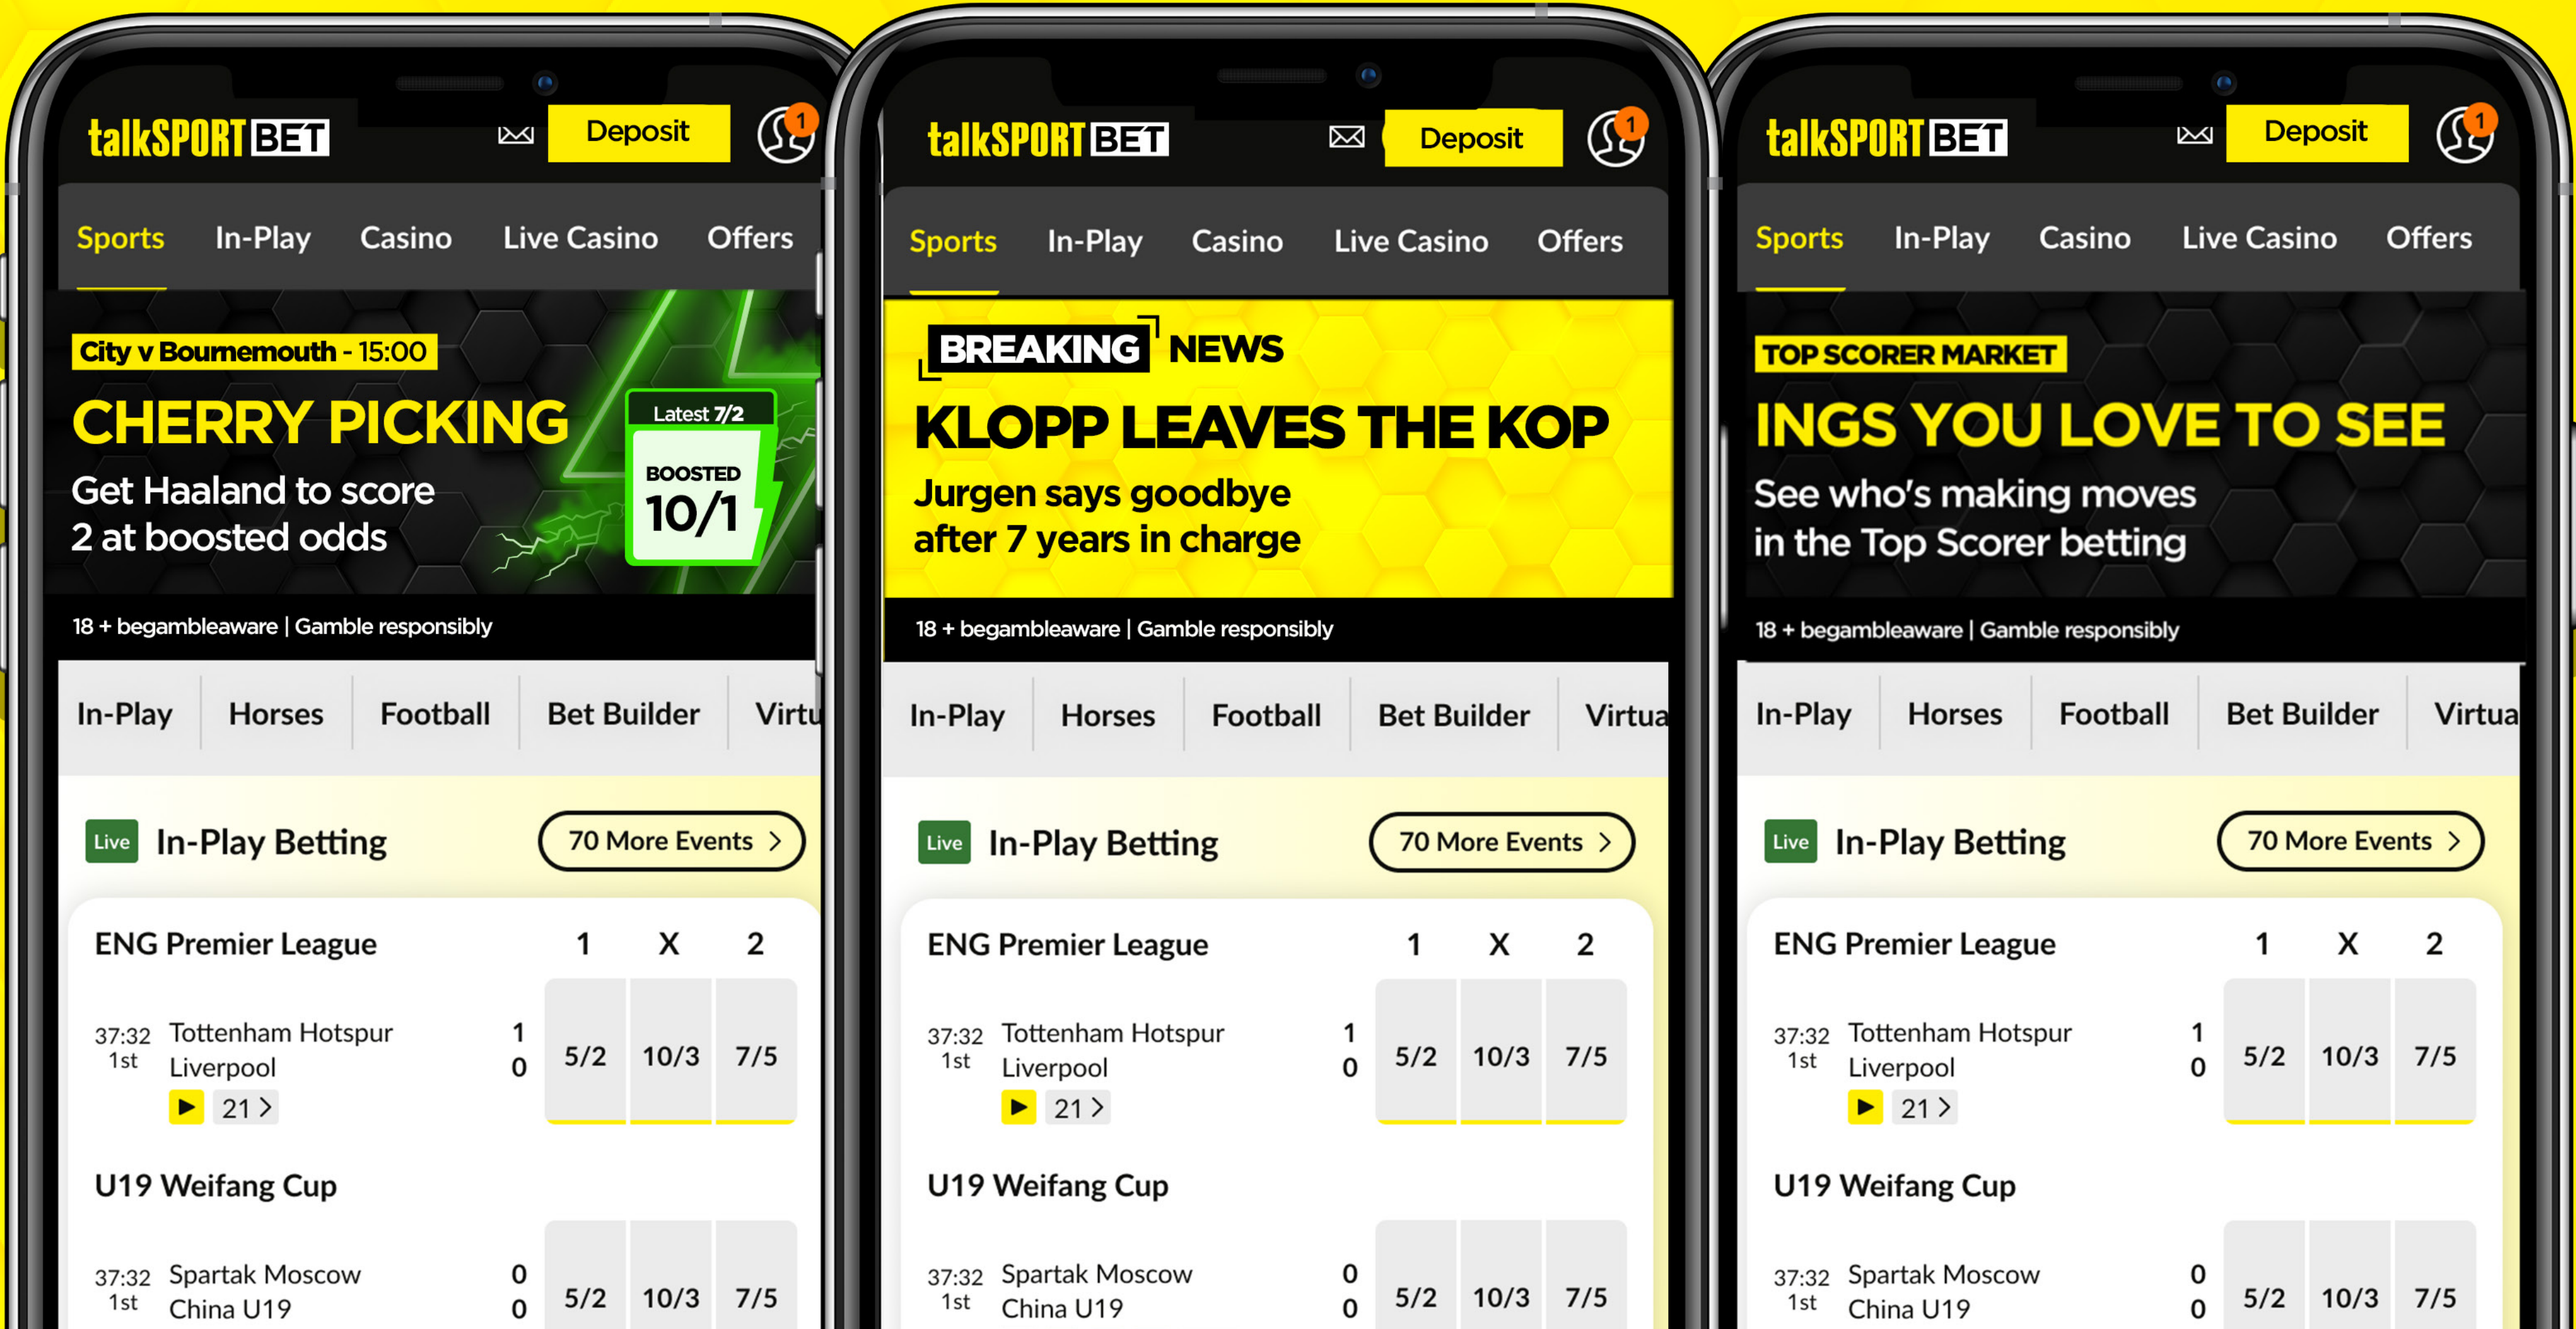 talkSPORT BET
Deposit
1
Sports In-Play Casino Live Casino Offers
City v Bournemouth - 15:00
CHERRY PICKING
Get Haaland to score
2 at boosted odds
Latest 7/2
BOOSTED
10/1
18 + begambleaware | Gamble responsibly
In-Play Horses Football Bet Builder Virtu
Live In-Play Betting 70 More Events >
ENG Premier League 1 X 2
37:32 Tottenham Hotspur 1
1st Liverpool 0
5/2 10/3 7/5
21 >
U19 Weifang Cup
37:32 Spartak Moscow 0
1st China U19 0
5/2 10/3 7/5
talkSPORT BET
Deposit
1
Sports In-Play Casino Live Casino Offers
BREAKING NEWS
KLOPP LEAVES THE KOP
Jurgen says goodbye
after 7 years in charge
18 + begambleaware | Gamble responsibly
In-Play Horses Football Bet Builder Virtua
Live In-Play Betting 70 More Events >
ENG Premier League 1 X 2
37:32 Tottenham Hotspur 1
1st Liverpool 0
5/2 10/3 7/5
21 >
U19 Weifang Cup
37:32 Spartak Moscow 0
1st China U19 0
5/2 10/3 7/5
talkSPORT BET
Deposit
1
Sports In-Play Casino Live Casino Offers
TOP SCORER MARKET
INGS YOU LOVE TO SEE
See who's making moves
in the Top Scorer betting
18 + begambleaware | Gamble responsibly
In-Play Horses Football Bet Builder Virtua
Live In-Play Betting 70 More Events >
ENG Premier League 1 X 2
37:32 Tottenham Hotspur 1
1st Liverpool 0
5/2 10/3 7/5
21 >
U19 Weifang Cup
37:32 Spartak Moscow 0
1st China U19 0
5/2 10/3 7/5